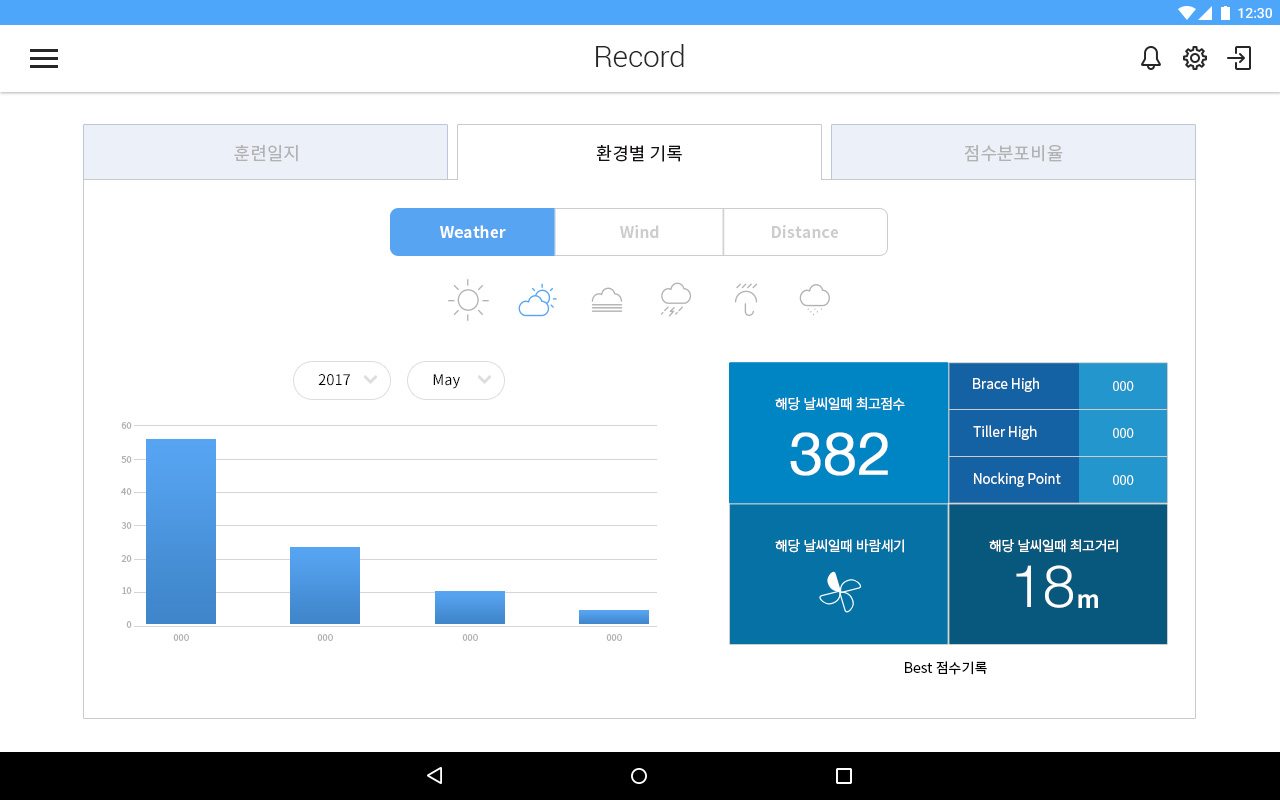 12:30
Record
훈련일지
환경별 기록
점수분포비율
Weather
Wind
Distance
2017
May
60
50
40
30
20
10
0
000
000
000
000
해당 날씨일때 최고점수
382
Brace High
000
Tiller High
000
Nocking Point
000
해당 날씨일때 바람세기
해당 날씨일때 최고거리
18m
Best 점수기록